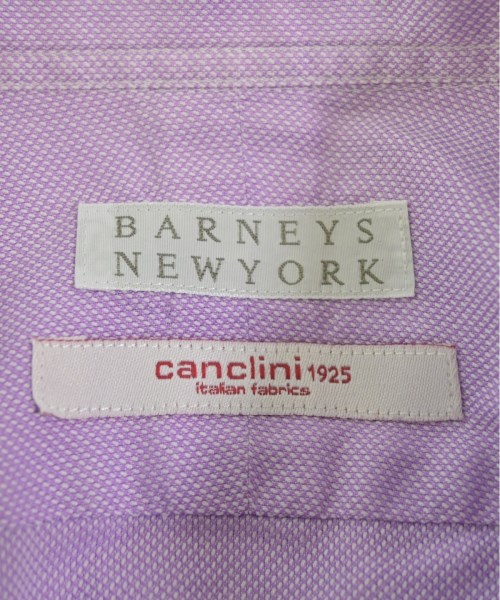 BARNEYS
NEWYORK
canclini 1925
italian fabrics